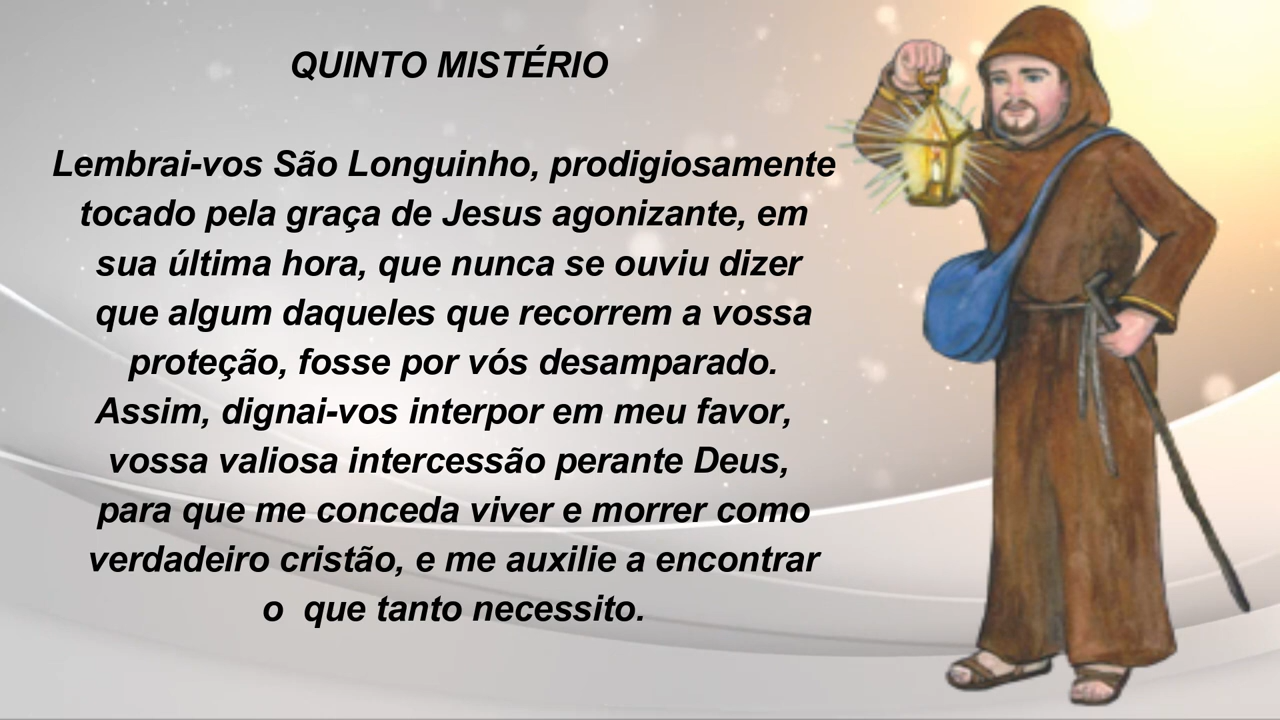 QUINTO MISTÉRIO
Lembrai-vos São Longuinho, prodigiosamente
tocado pela graça de Jesus agonizante, em
sua última hora, que nunca se ouviu dizer
que algum daqueles que recorrem a vossa
proteção, fosse por vós desamparado.
Assim, dignai-vos interpor em meu favor,
vossa valiosa intercessão perante Deus,
para que me conceda viver e morrer como
verdadeiro cristão, e me auxilie a encontrar
o  que tanto necessito.